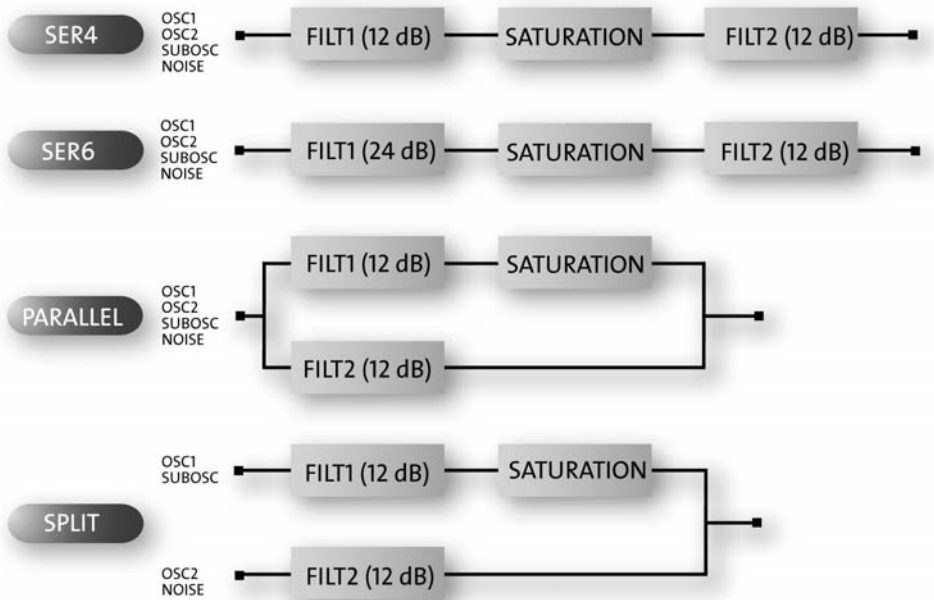 SER4
OSC1
OSC2
SUBOSC
NOISE
FILT1 (12 dB)
SATURATION
FILT2 (12 dB)
SER6
OSC1
OSC2
SUBOSC
NOISE
FILT1 (24 dB)
SATURATION
FILT2 (12 dB)
PARALLEL
OSC1
OSC2
SUBOSC
NOISE
FILT1 (12 dB)
SATURATION
FILT2 (12 dB)
SPLIT
OSC1
SUBOSC
FILT1 (12 dB)
SATURATION
OSC2
NOISE
FILT2 (12 dB)